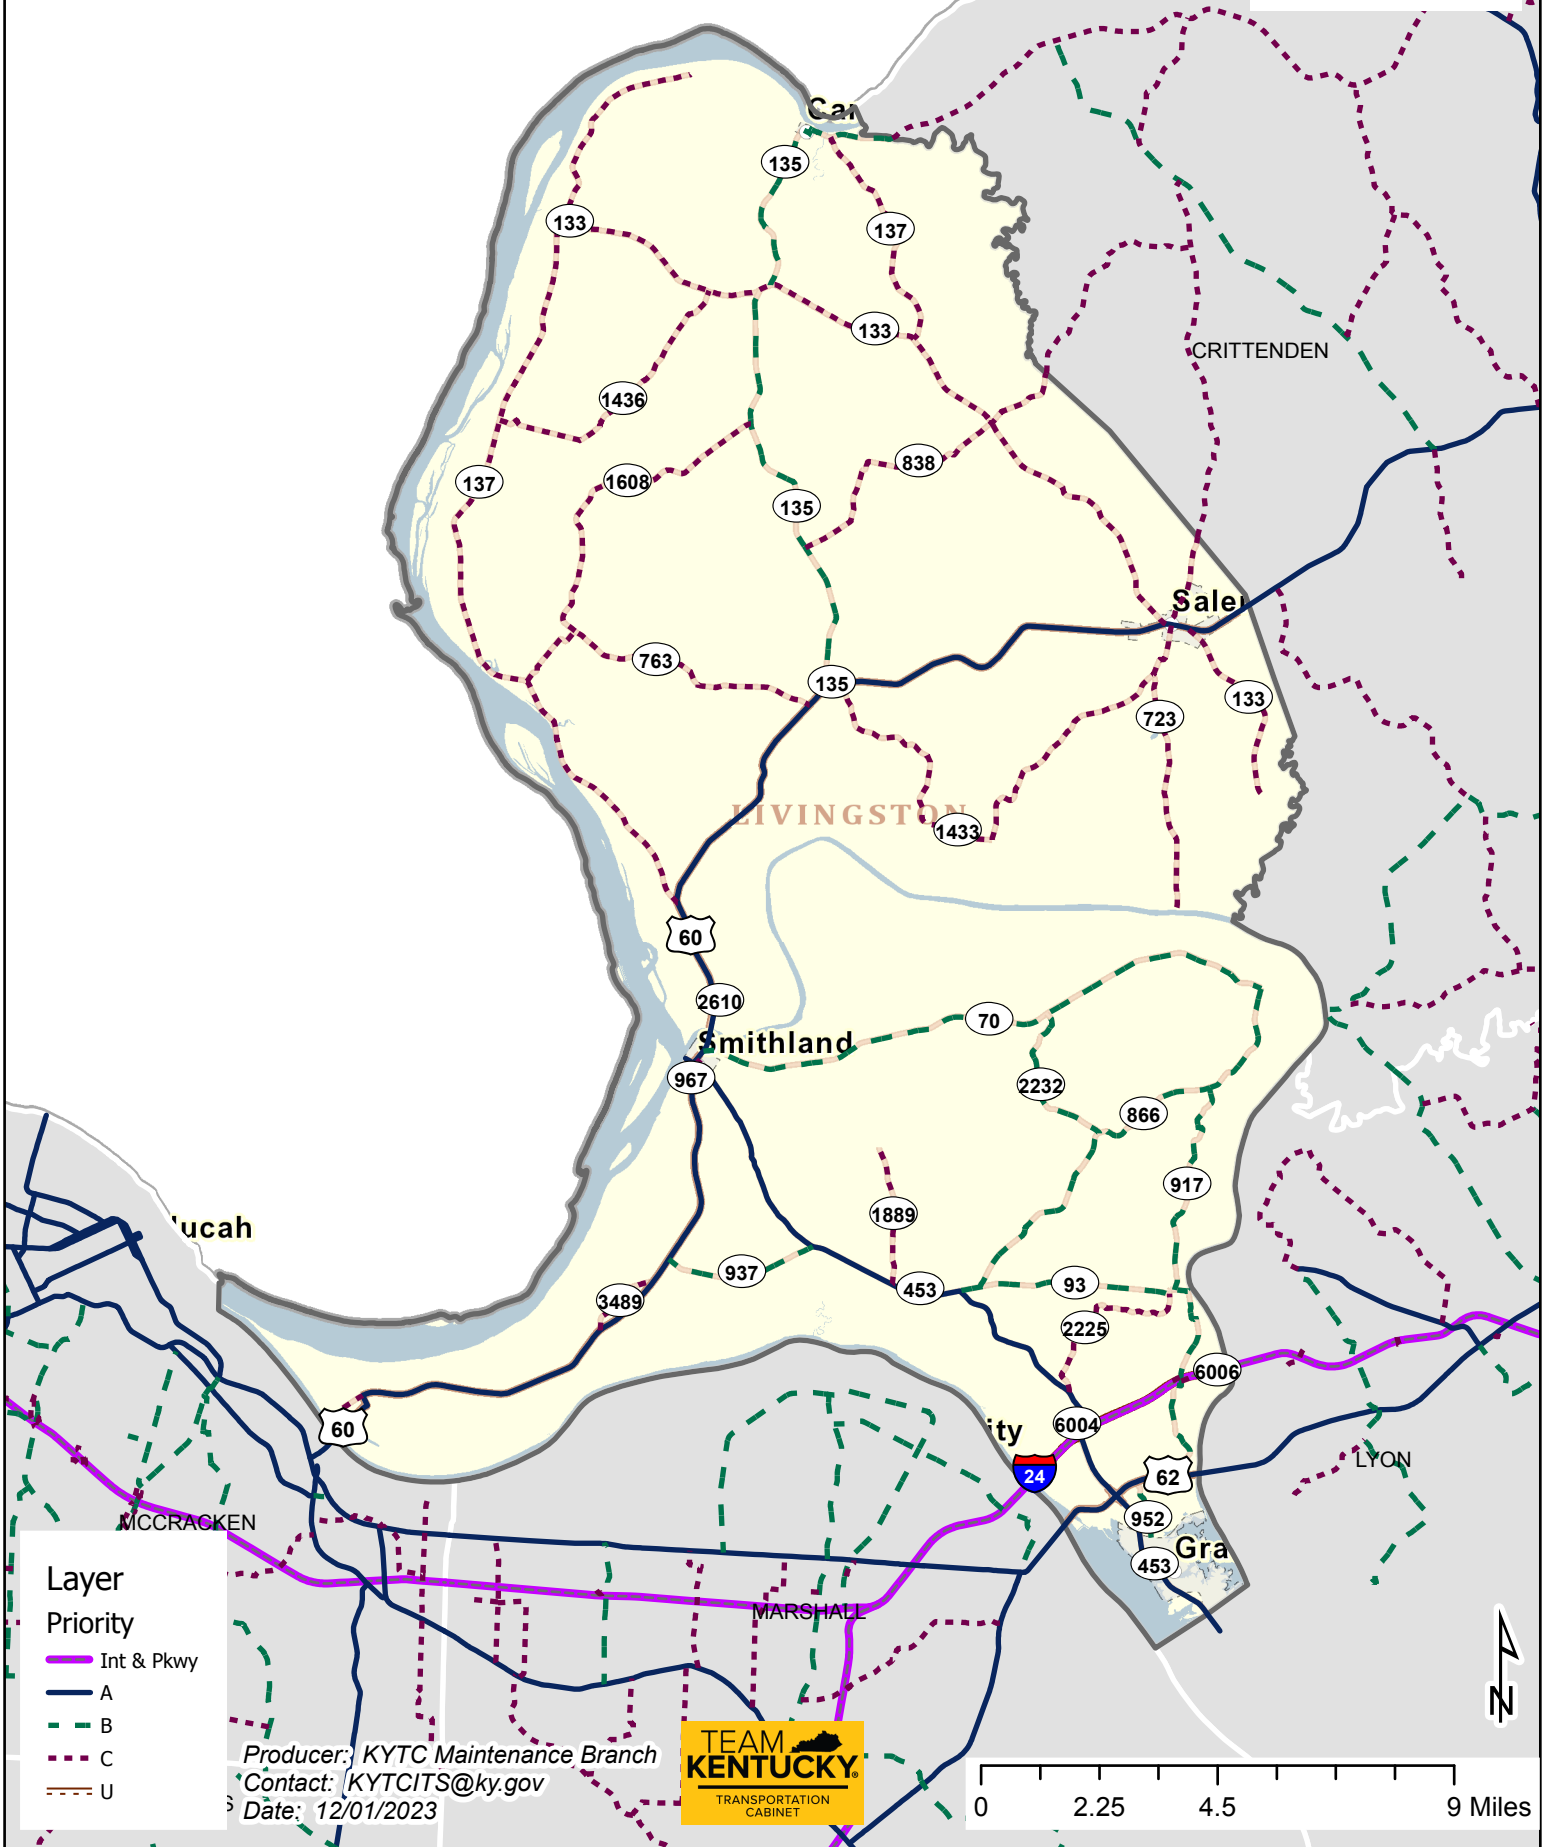 Car
135
133
137
133
CRITTENDEN
1436
838
137
1608
135
Sale
763
135
133
723
LIVINGSTON
1433
60
2610
70
Smithland
967
2232
866
917
1889
ucah
937
93
453
3489
2225
6006
6004
60
ity
24
62
LYON
952
MCCRACKEN
Gra
453
MARSHALL
Layer
Priority
Int & Pkwy
A
B
C
U
Producer: KYTC Maintenance Branch
Contact: KYTCITS@ky.gov
Date: 12/01/2023
S
TEAM
KENTUCKY®
TRANSPORTATION
CABINET
N
0 2.25 4.5 9 Miles